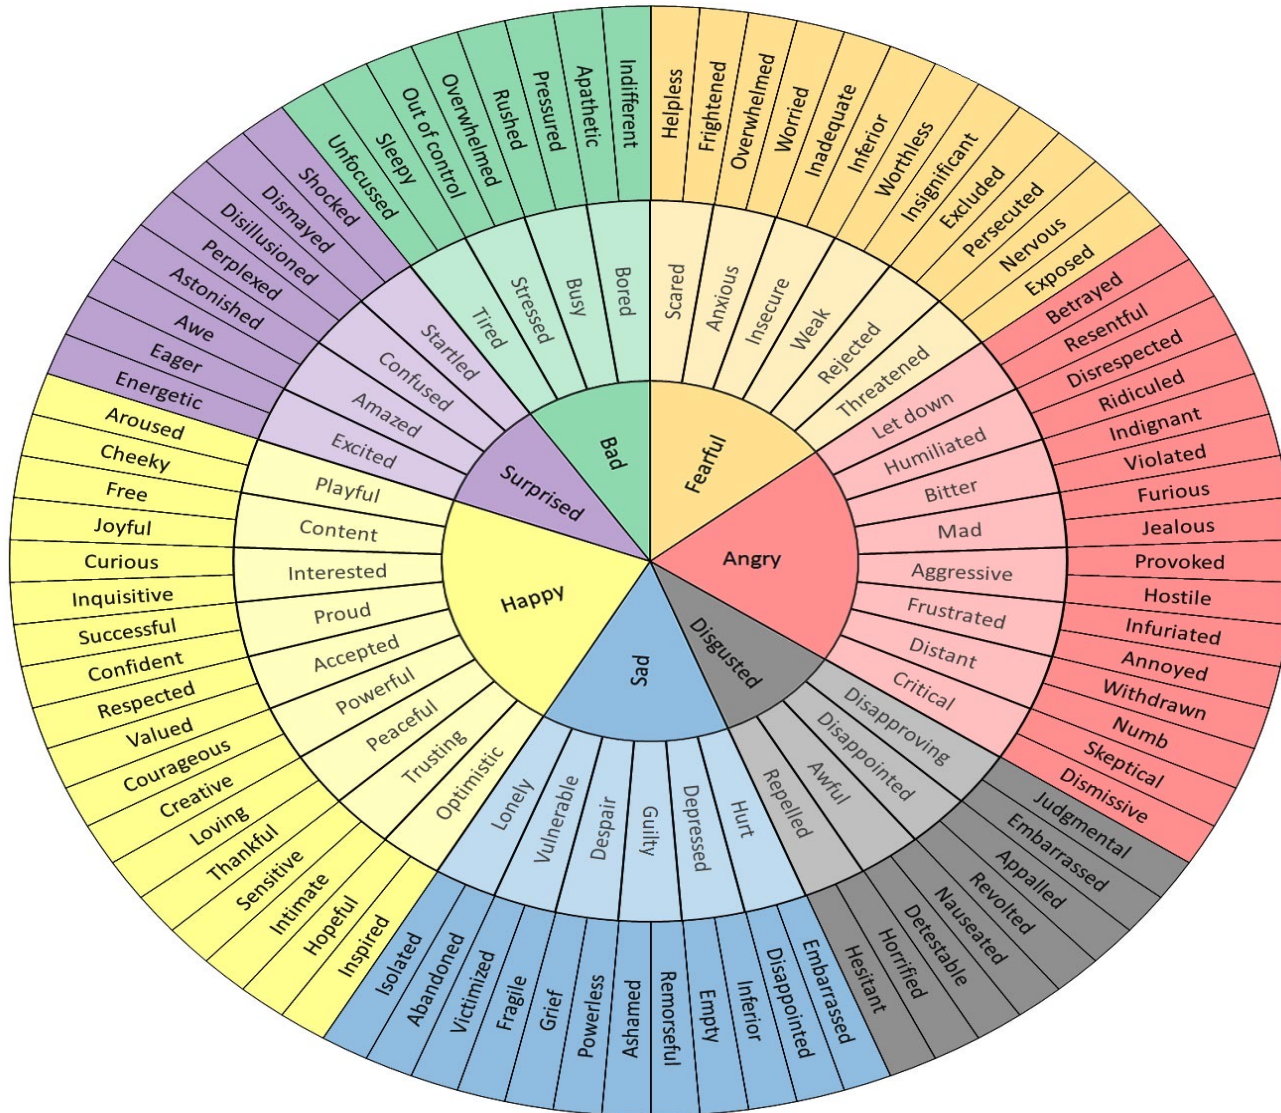 Fearful
Angry
Disgusted
Sad
Happy
Surprised
Bad
Scared
Anxious
Insecure
Weak
Rejected
Threatened
Let down
Humiliated
Bitter
Mad
Aggressive
Frustrated
Distant
Critical
Disapproving
Disappointed
Awful
Repelled
Hurt
Depressed
Guilty
Despair
Vulnerable
Lonely
Optimistic
Trusting
Peaceful
Powerful
Accepted
Proud
Interested
Content
Playful
Excited
Amazed
Confused
Startled
Tired
Stressed
Busy
Bored
Helpless
Frightened
Overwhelmed
Worried
Inadequate
Inferior
Worthless
Insignificant
Excluded
Persecuted
Nervous
Exposed
Betrayed
Resentful
Disrespected
Ridiculed
Indignant
Violated
Furious
Jealous
Provoked
Hostile
Infuriated
Annoyed
Withdrawn
Numb
Skeptical
Dismissive
Judgmental
Embarrassed
Appalled
Revolted
Nauseated
Detestable
Horrified
Hesitant
Embarrassed
Disappointed
Inferior
Empty
Remorseful
Ashamed
Powerless
Grief
Fragile
Victimized
Abandoned
Isolated
Inspired
Hopeful
Intimate
Sensitive
Thankful
Loving
Creative
Courageous
Valued
Respected
Confident
Successful
Inquisitive
Curious
Joyful
Free
Cheeky
Aroused
Energetic
Eager
Awe
Astonished
Perplexed
Disillusioned
Dismayed
Shocked
Unfocussed
Sleepy
Out of control
Overwhelmed
Rushed
Pressured
Apathetic
Indifferent